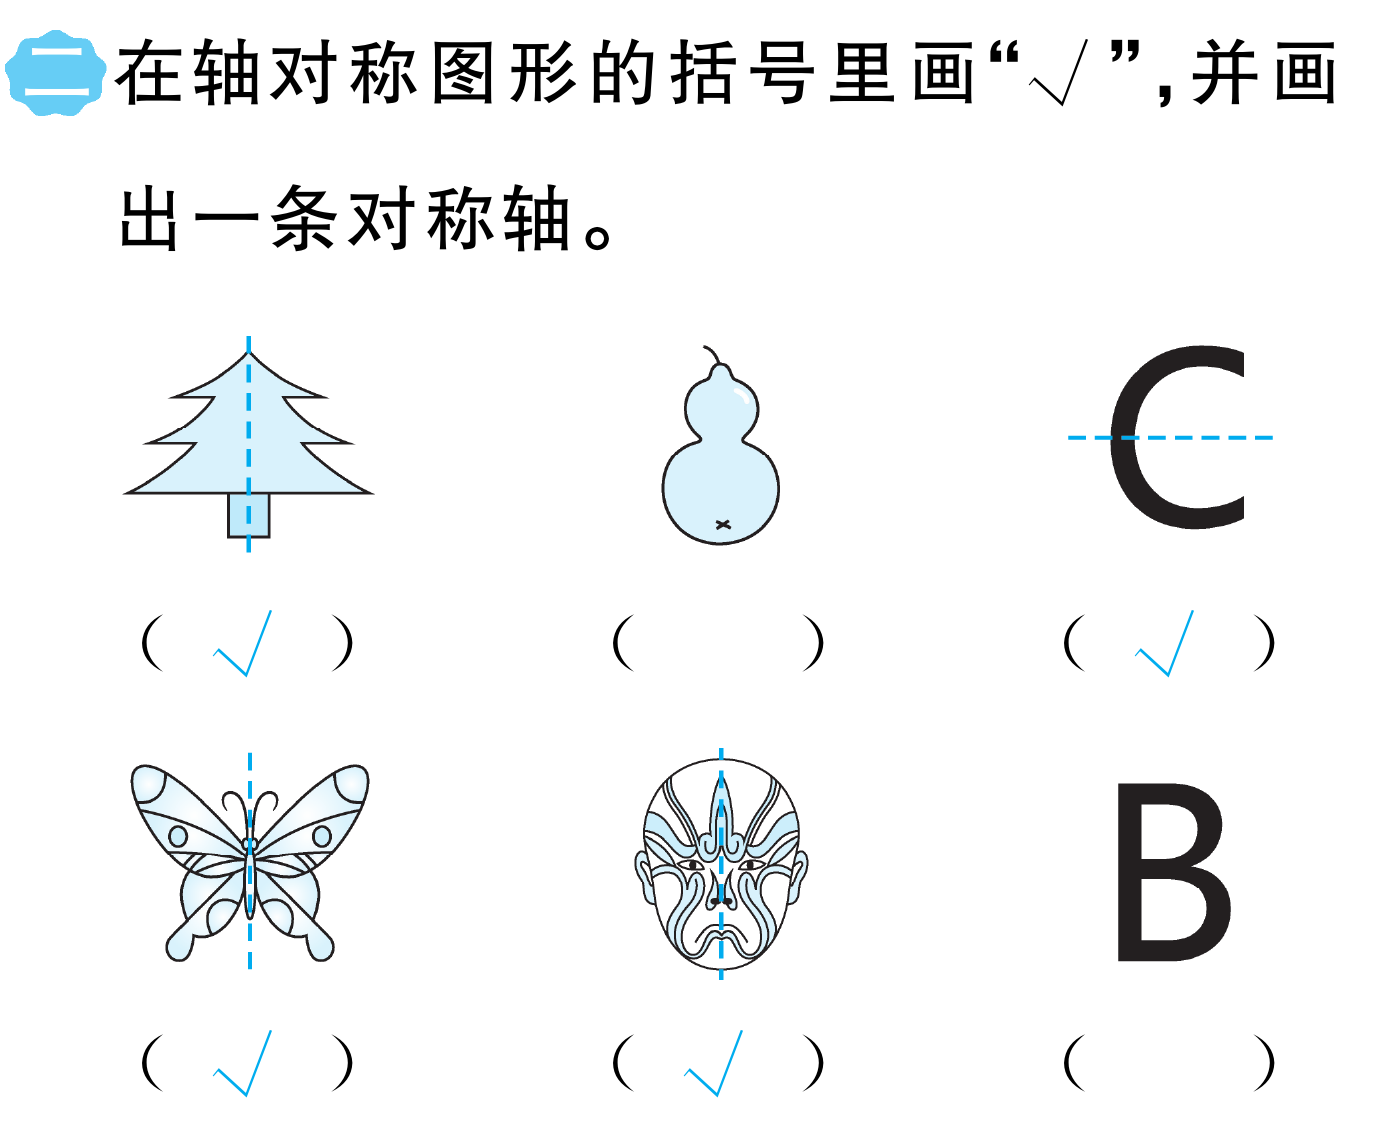 二 在轴对称图形的括号里画“√”,并画
出一条对称轴。
C
( √ ) ( ) ( √ )
B
( √ ) ( √ ) ( )